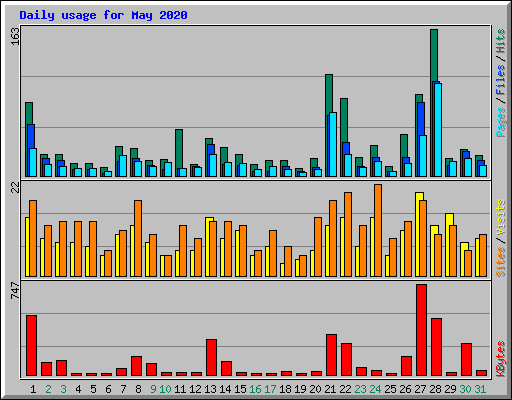 Daily usage for May 2020
163
Pages / Files / Hits
22
Sites / Visits
747
KBytes
1 2 3 4 5 6 7 8 9 10 11 12 13 14 15 16 17 18 19 20 21 22 23 24 25 26 27 28 29 30 31